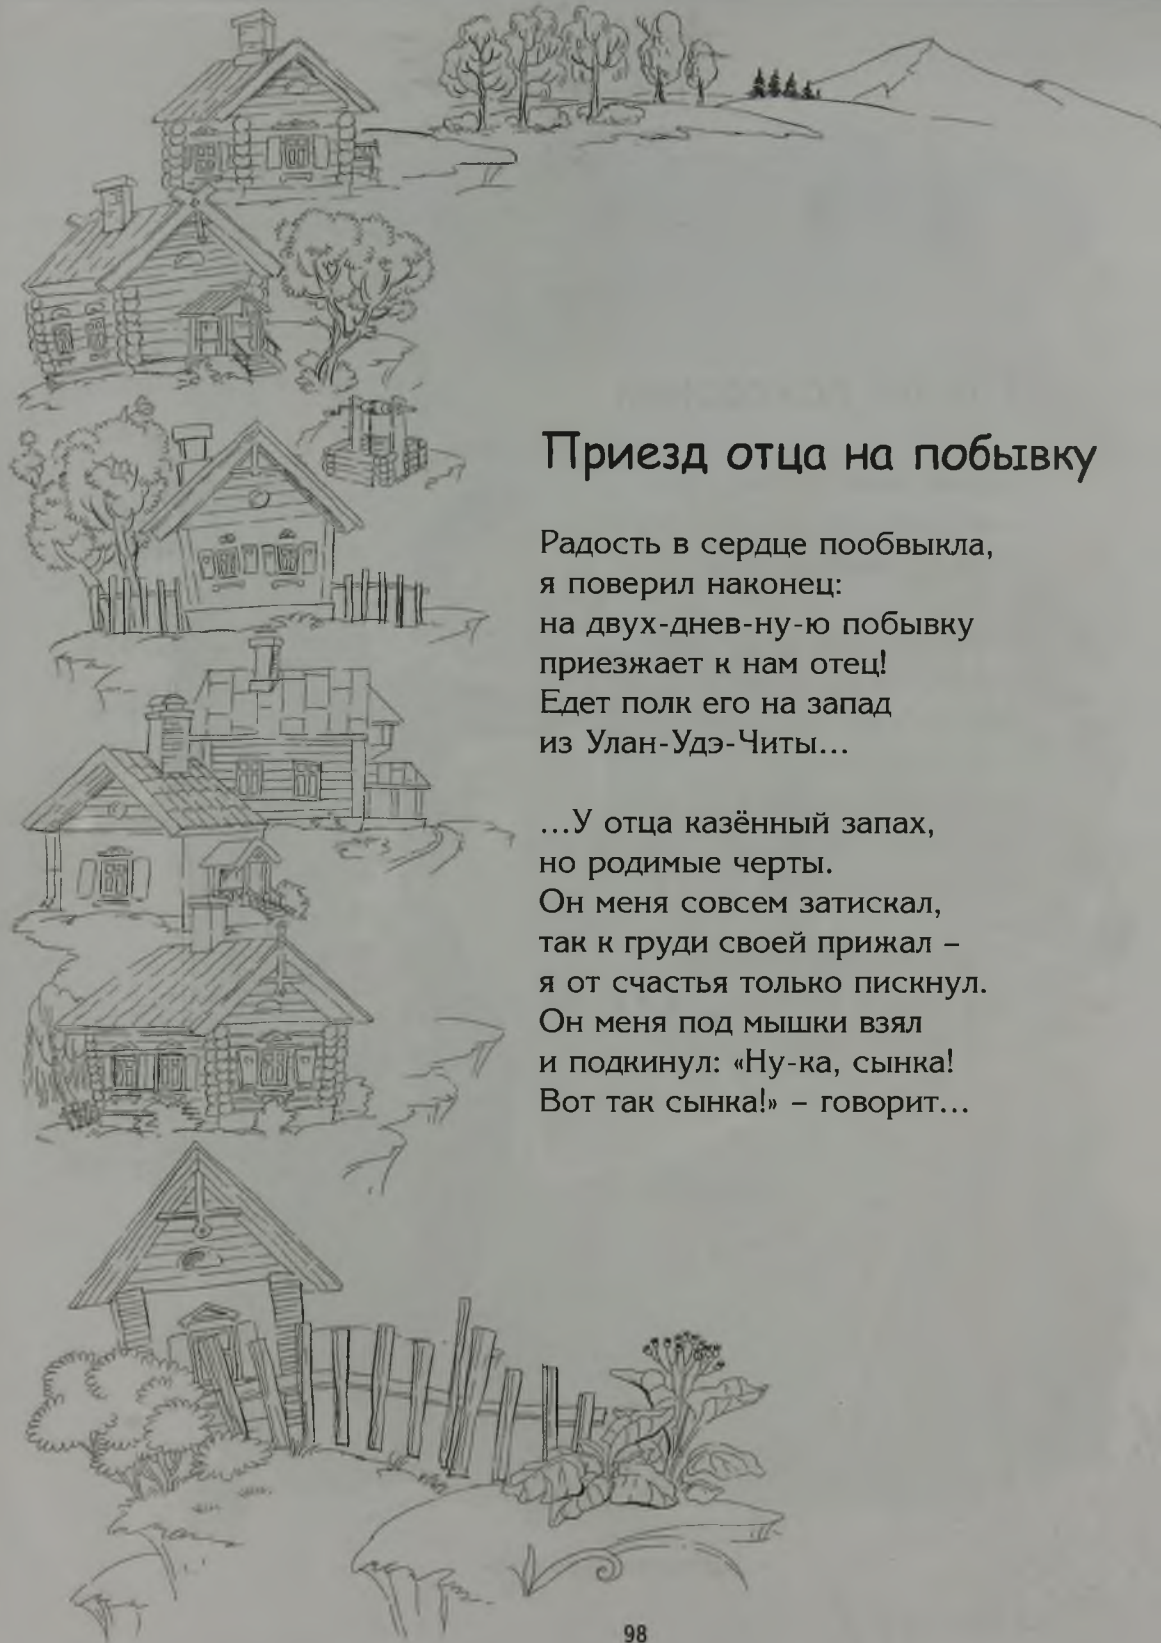 Приезд отца на побывку
Радость в сердце пообвыкла,
я поверил наконец:
на двух-днев-ну-ю побывку
приезжает к нам отец!
Едет полк его на запад
из Улан-Удэ-Читы...
...У отца казённый запах,
но родимые черты.
Он меня совсем затискал,
так к груди своей прижал –
я от счастья только пискнул.
Он меня под мышки взял
и подкинул: «Ну-ка, сынка!
Вот так сынка!» – говорит...
98